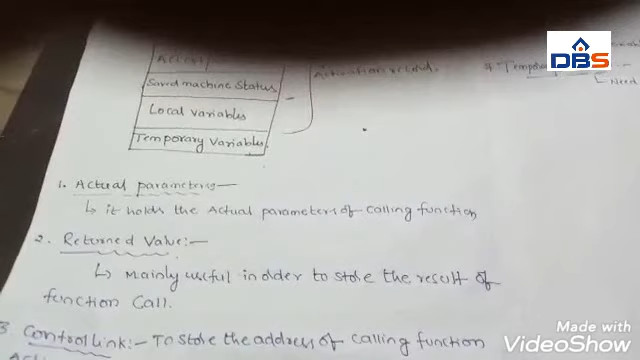 DBS
Activation record.
# Temporary
Need
Saved machine status
Local variables
Temporary Variables
1. Actual parameters:-
↳ it holds the Actual parameters of calling function
2. Returned Value:-
↳ Mainly useful in order to store the result of
function call.
3 Control link:- To store the address of calling function
Made with
VideoShow